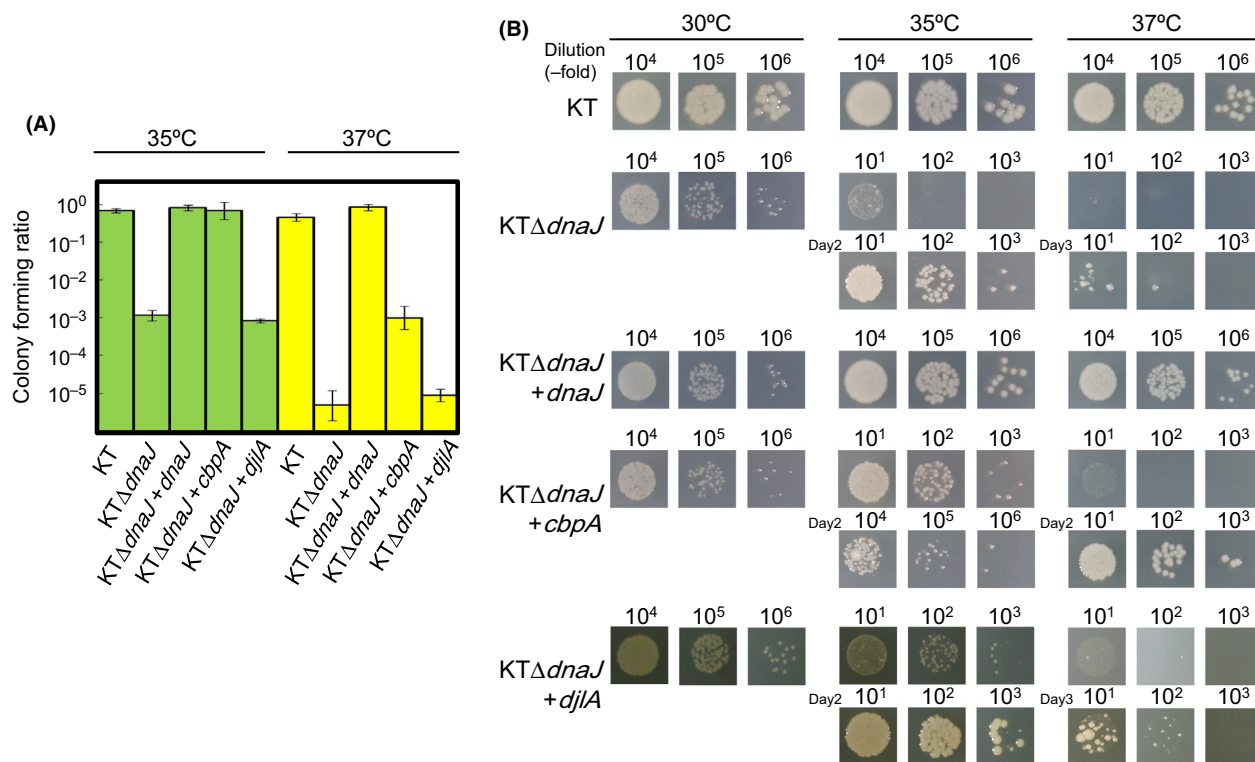 (A)
35ºC 37ºC
Colony forming ratio
10⁰
10⁻¹
10⁻²
10⁻³
10⁻⁴
10⁻⁵
KT
KTΔdnaJ
KTΔdnaJ+dnaJ
KTΔdnaJ+cbpA
KTΔdnaJ+djlA
KT
KTΔdnaJ
KTΔdnaJ+dnaJ
KTΔdnaJ+cbpA
KTΔdnaJ+djlA
(B)
30ºC 35ºC 37ºC
Dilution
(–fold)
10⁴ 10⁵ 10⁶ 10⁴ 10⁵ 10⁶ 10⁴ 10⁵ 10⁶
KT
10⁴ 10⁵ 10⁶ 10¹ 10² 10³ 10¹ 10² 10³
KTΔdnaJ
Day2 10¹ 10² 10³ Day3 10¹ 10² 10³
10⁴ 10⁵ 10⁶ 10⁴ 10⁵ 10⁶ 10⁴ 10⁵ 10⁶
KTΔdnaJ
+dnaJ
10⁴ 10⁵ 10⁶ 10¹ 10² 10³ 10¹ 10² 10³
KTΔdnaJ
+cbpA
Day2 10⁴ 10⁵ 10⁶ Day2 10¹ 10² 10³
10⁴ 10⁵ 10⁶ 10¹ 10² 10³ 10¹ 10² 10³
KTΔdnaJ
+djlA
Day2 10¹ 10² 10³ Day3 10¹ 10² 10³